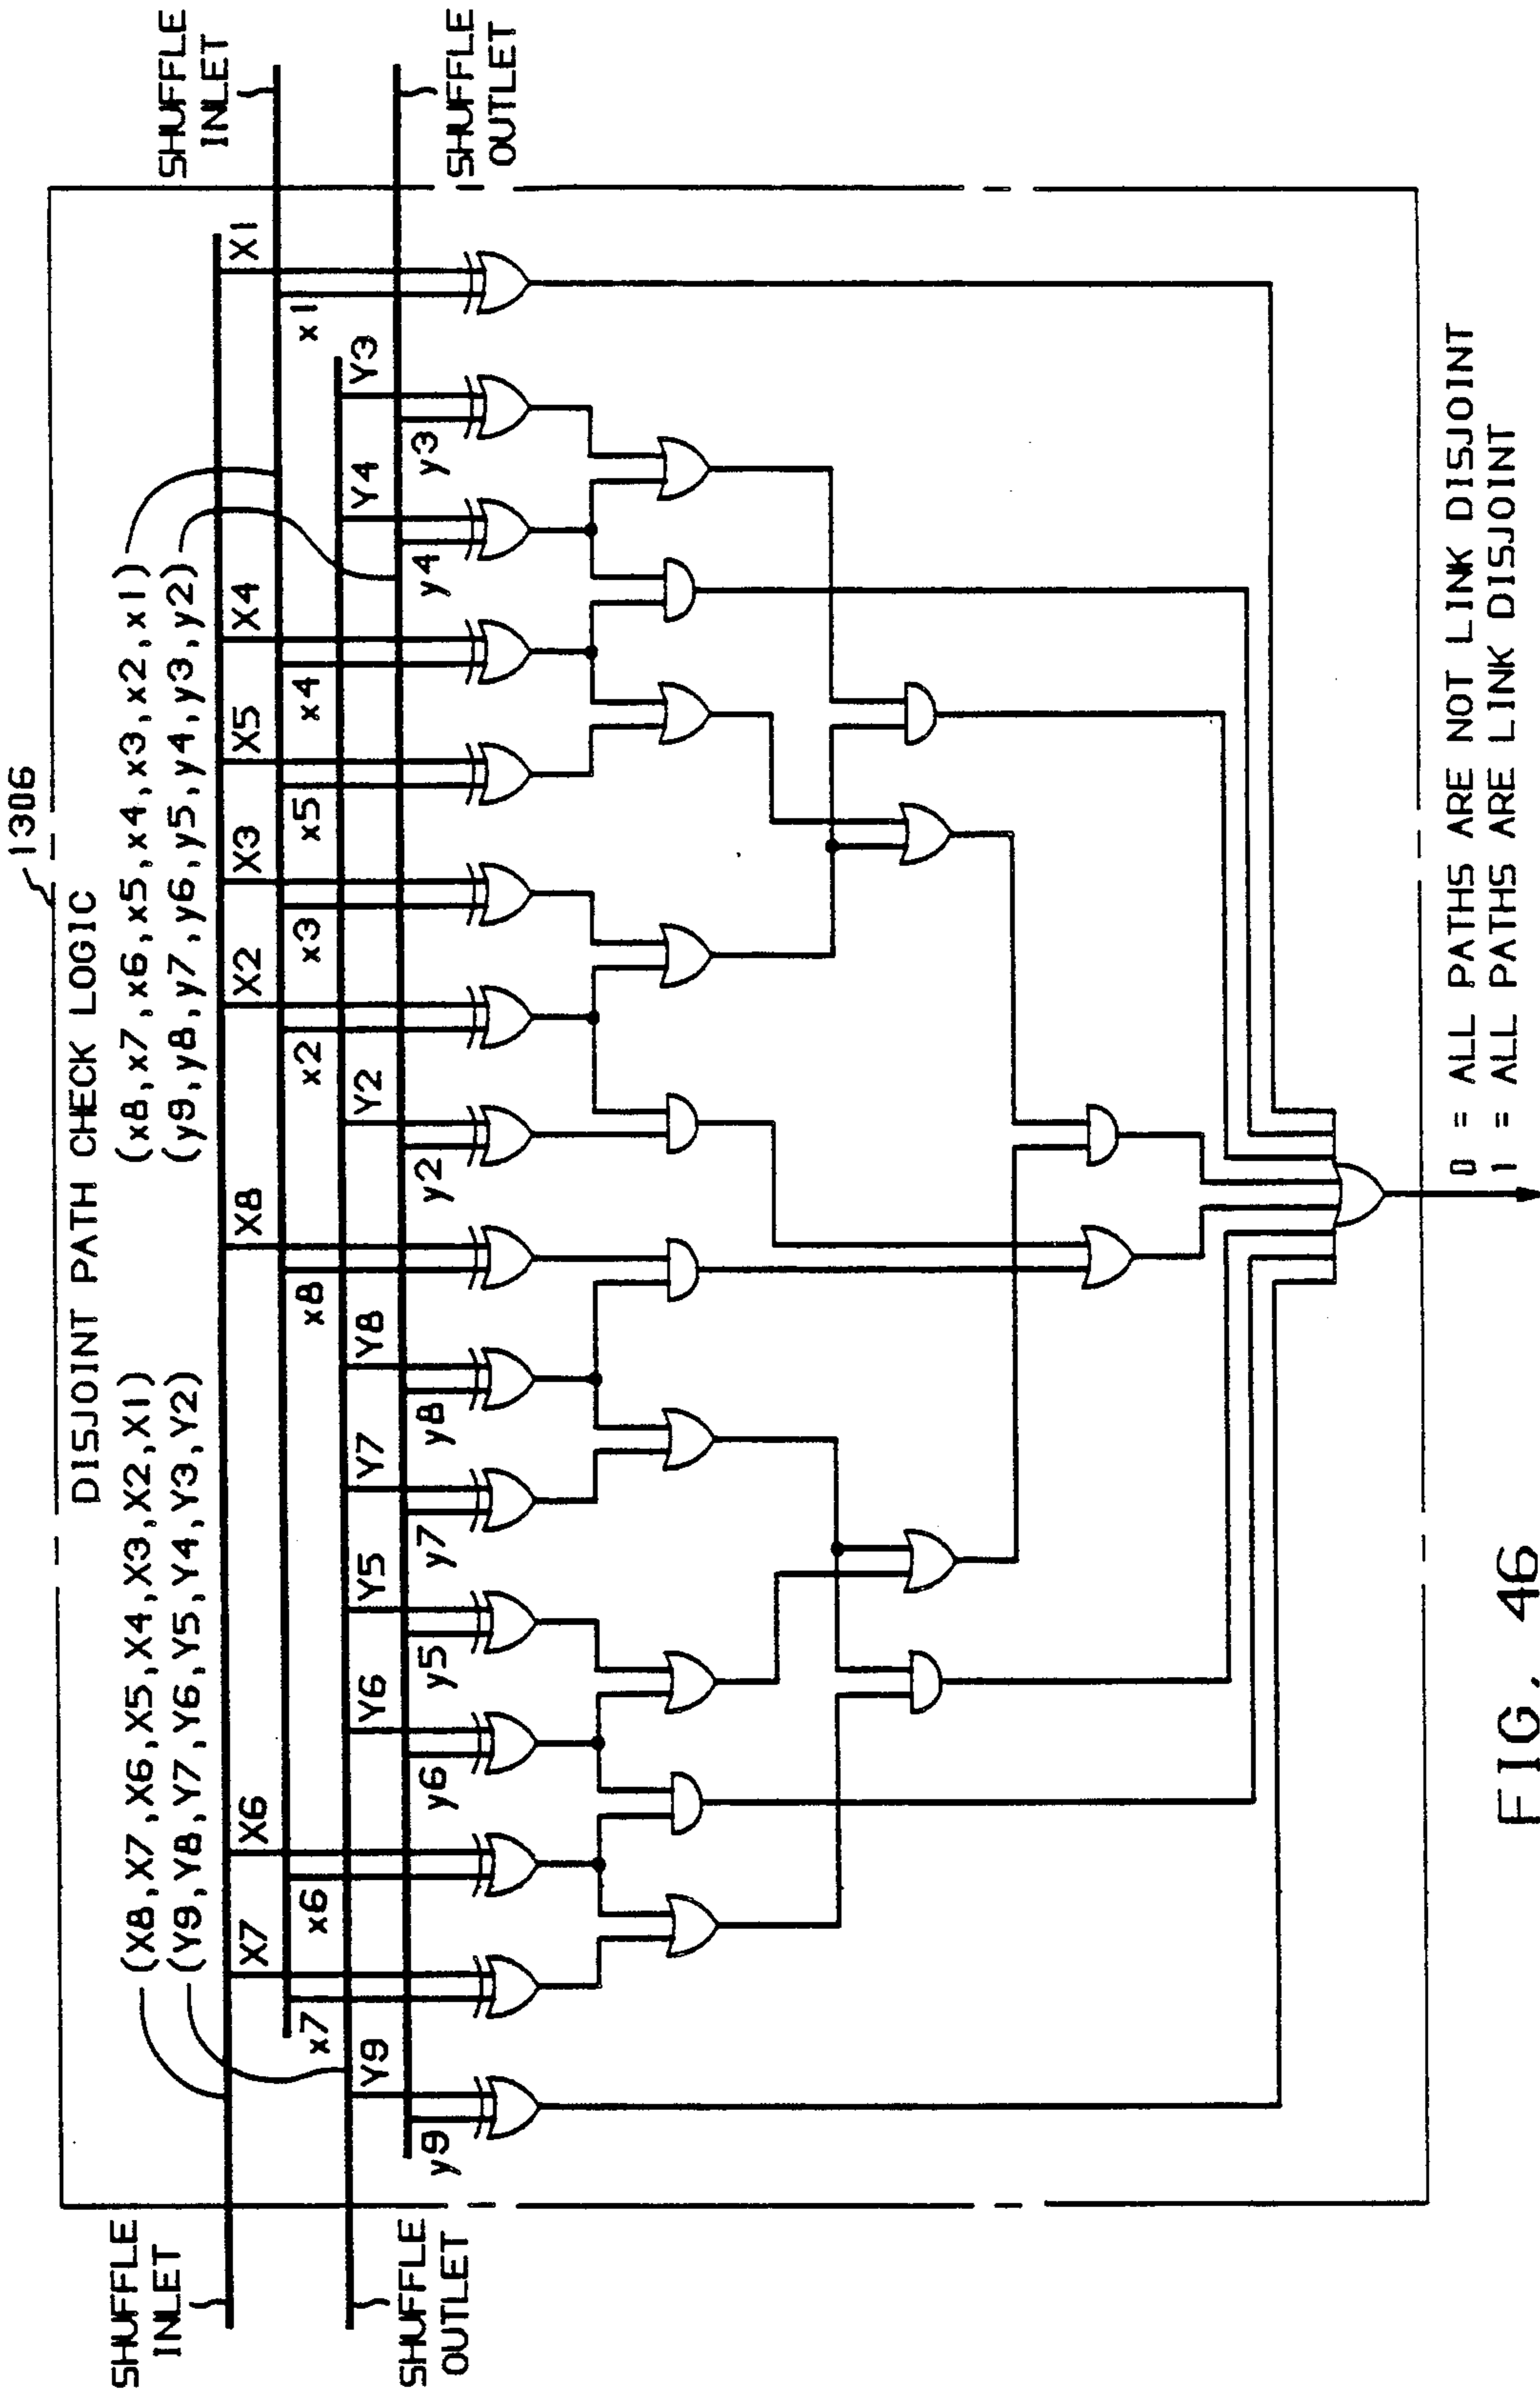 1306
DISJOINT PATH CHECK LOGIC
SHUFFLE
INLET
(X8,X7,X6,X5,X4,X3,X2,X1)
(Y9,Y8,Y7,Y6,Y5,Y4,Y3,Y2)
(x8,x7,x6,x5,x4,x3,x2,x1)
(y9,y8,y7,y6,y5,y4,y3,y2)
SHUFFLE
INLET
X7 X6 X8 X2 X3 X5 X4 X1
x7 x6 x8 x2 x3 x5 x4 x1
Y9 Y6 Y5 Y7 Y8 Y2 Y4 Y3
y9 y6 y5 y7 y8 y2 y4 y3
SHUFFLE
OUTLET
SHUFFLE
OUTLET
0 = ALL PATHS ARE NOT LINK DISJOINT
1 = ALL PATHS ARE LINK DISJOINT
FIG. 46